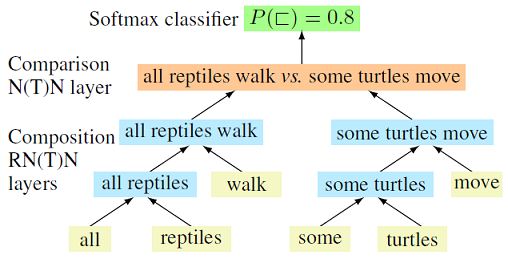 Softmax classifier P(⊏) = 0.8
Comparison
N(T)N layer
all reptiles walk vs. some turtles move
Composition
RN(T)N
layers
all reptiles walk
some turtles move
all reptiles
walk
some turtles
move
all
reptiles
some
turtles